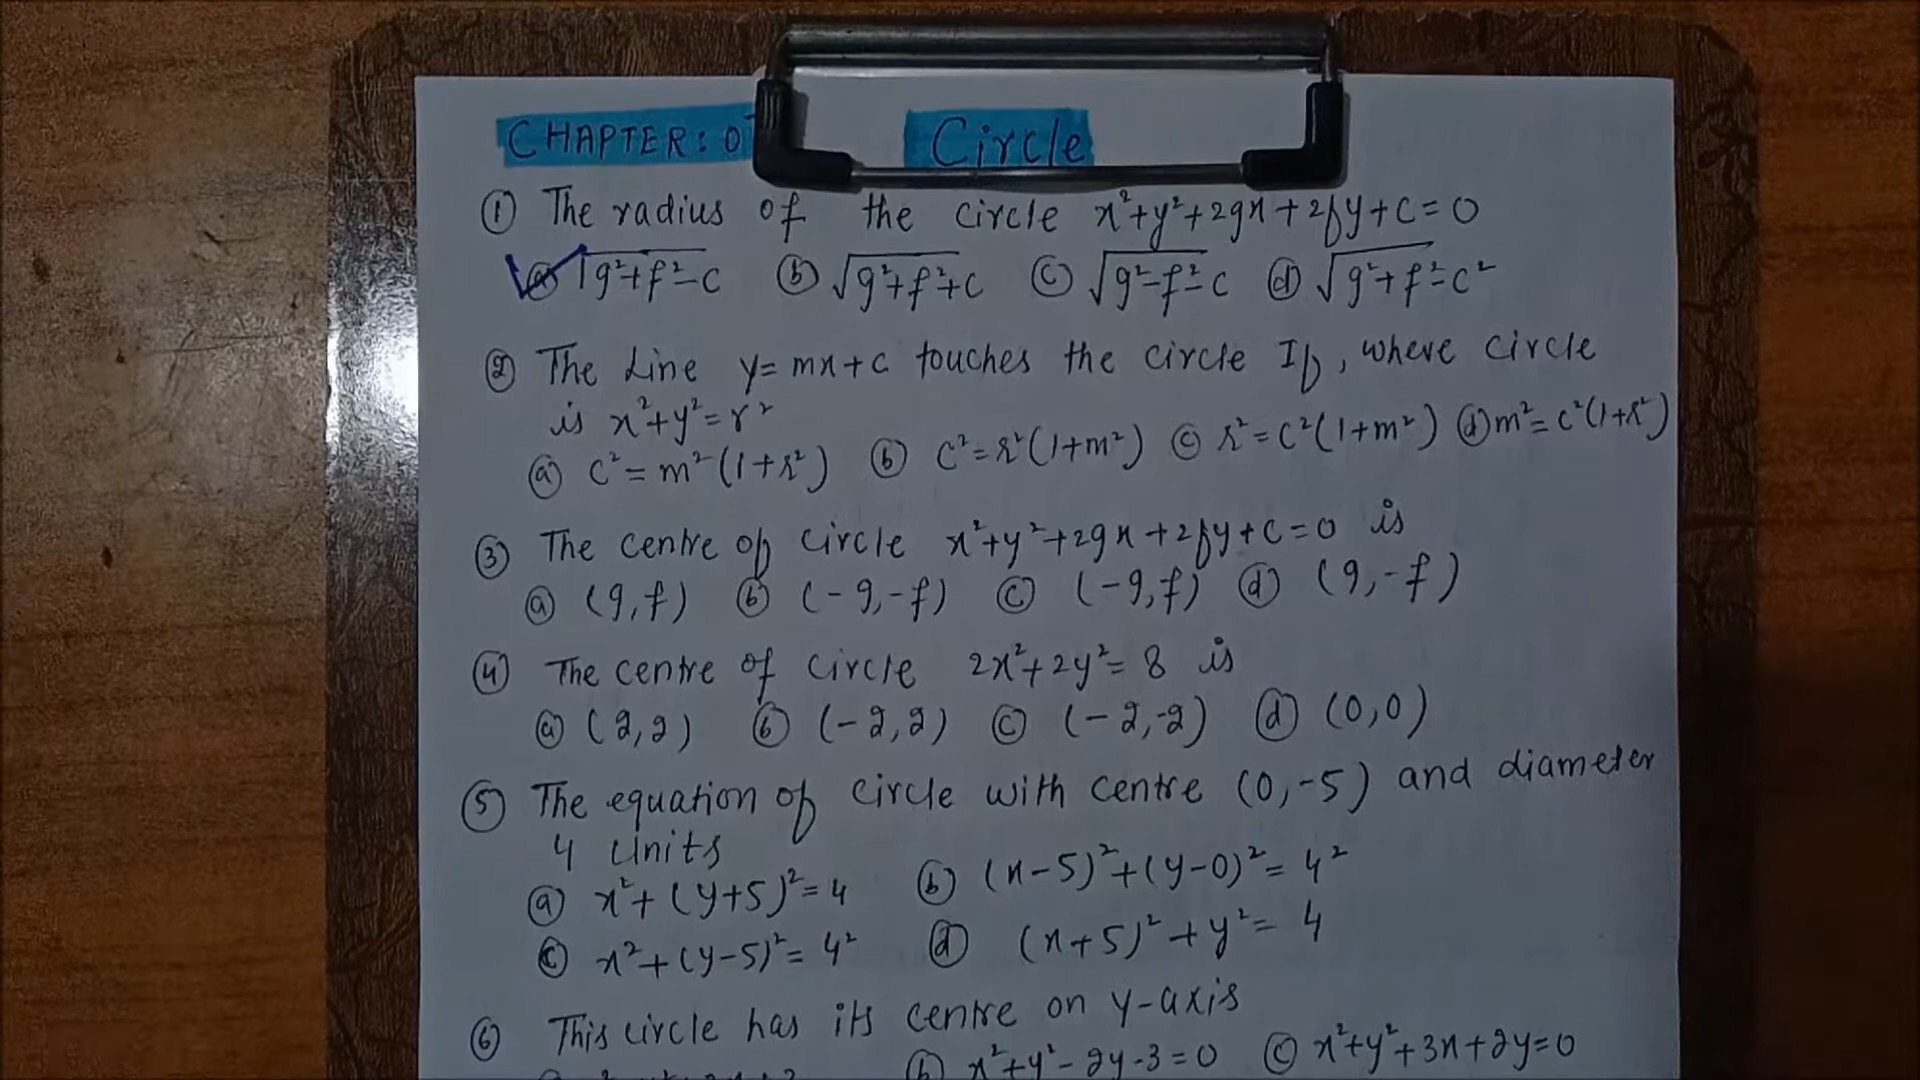 CHAPTER: 0
Circle
① The radius of the circle x²+y²+2gx+2fy+c=0
ⓐ √g²+f²-c ⓑ √g²+f²+c ⓒ √g²-f²-c ⓓ √g²+f²-c²
② The Line y=mx+c touches the circle If, where circle
is x²+y²=r²
ⓐ c²=m²(1+r²) ⓑ c²=r²(1+m²) ⓒ r²=c²(1+m²) ⓓ m²=c²(1+r²)
③ The centre of circle x²+y²+2gx+2fy+c=0 is
ⓐ (g,f) ⓑ (-g,-f) ⓒ (-g,f) ⓓ (g,-f)
④ The centre of circle 2x²+2y²=8 is
ⓐ (2,2) ⓑ (-2,2) ⓒ (-2,-2) ⓓ (0,0)
⑤ The equation of circle with centre (0,-5) and diameter
4 Units
ⓐ x²+(y+5)²=4 ⓑ (x-5)²+(y-0)²=4²
ⓒ x²+(y-5)²=4² ⓓ (x+5)²+y²=4
⑥ This circle has its centre on y-axis
ⓑ x²+y²-2y-3=0 ⓒ x²+y²+3x+2y=0